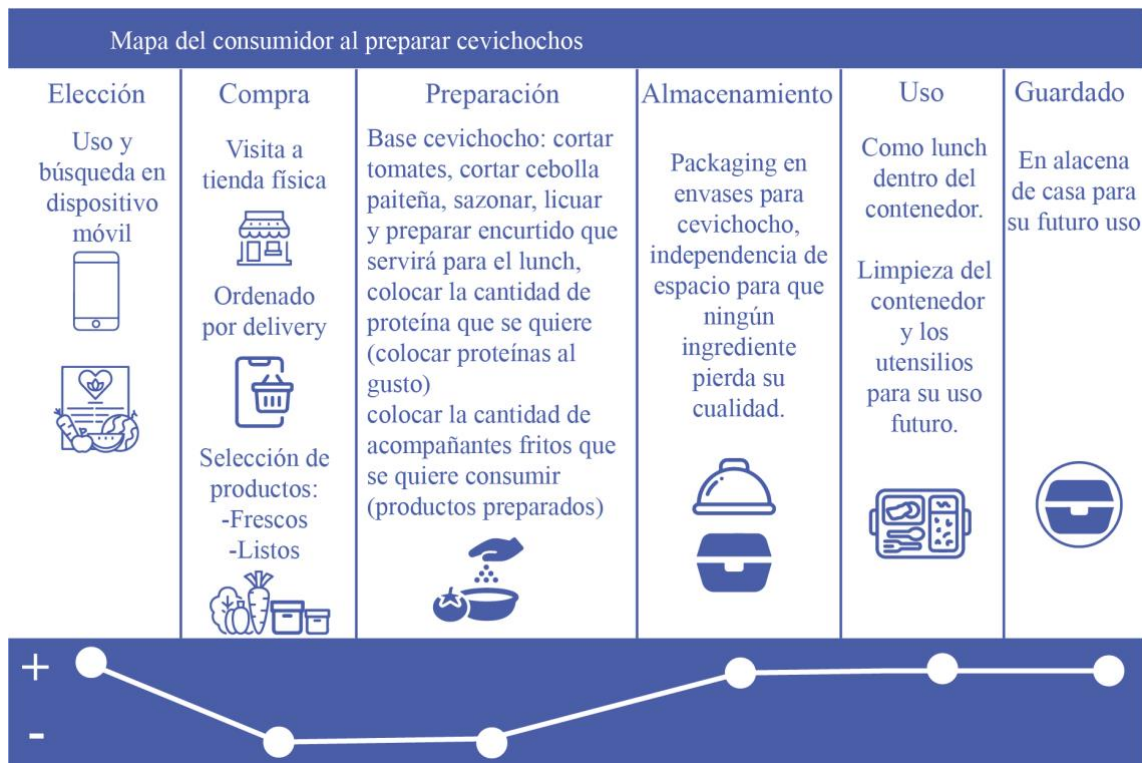 Mapa del consumidor al preparar cevichochos
Elección
Uso y
búsqueda en
dispositivo
móvil
Compra
Visita a
tienda física
Ordenado
por delivery
Selección de
productos:
-Frescos
-Listos
Preparación
Base cevichocho: cortar
tomates, cortar cebolla
paiteña, sazonar, licuar
y preparar encurtido que
servirá para el lunch,
colocar la cantidad de
proteína que se quiere
(colocar proteínas al
gusto)
colocar la cantidad de
acompañantes fritos que
se quiere consumir
(productos preparados)
Almacenamiento
Packaging en
envases para
cevichocho,
independencia de
espacio para que
ningún
ingrediente
pierda su
cualidad.
Uso
Como lunch
dentro del
contenedor.
Limpieza del
contenedor
y los
utensilios
para su uso
futuro.
Guardado
En alacena
de casa para
su futuro uso
+
-